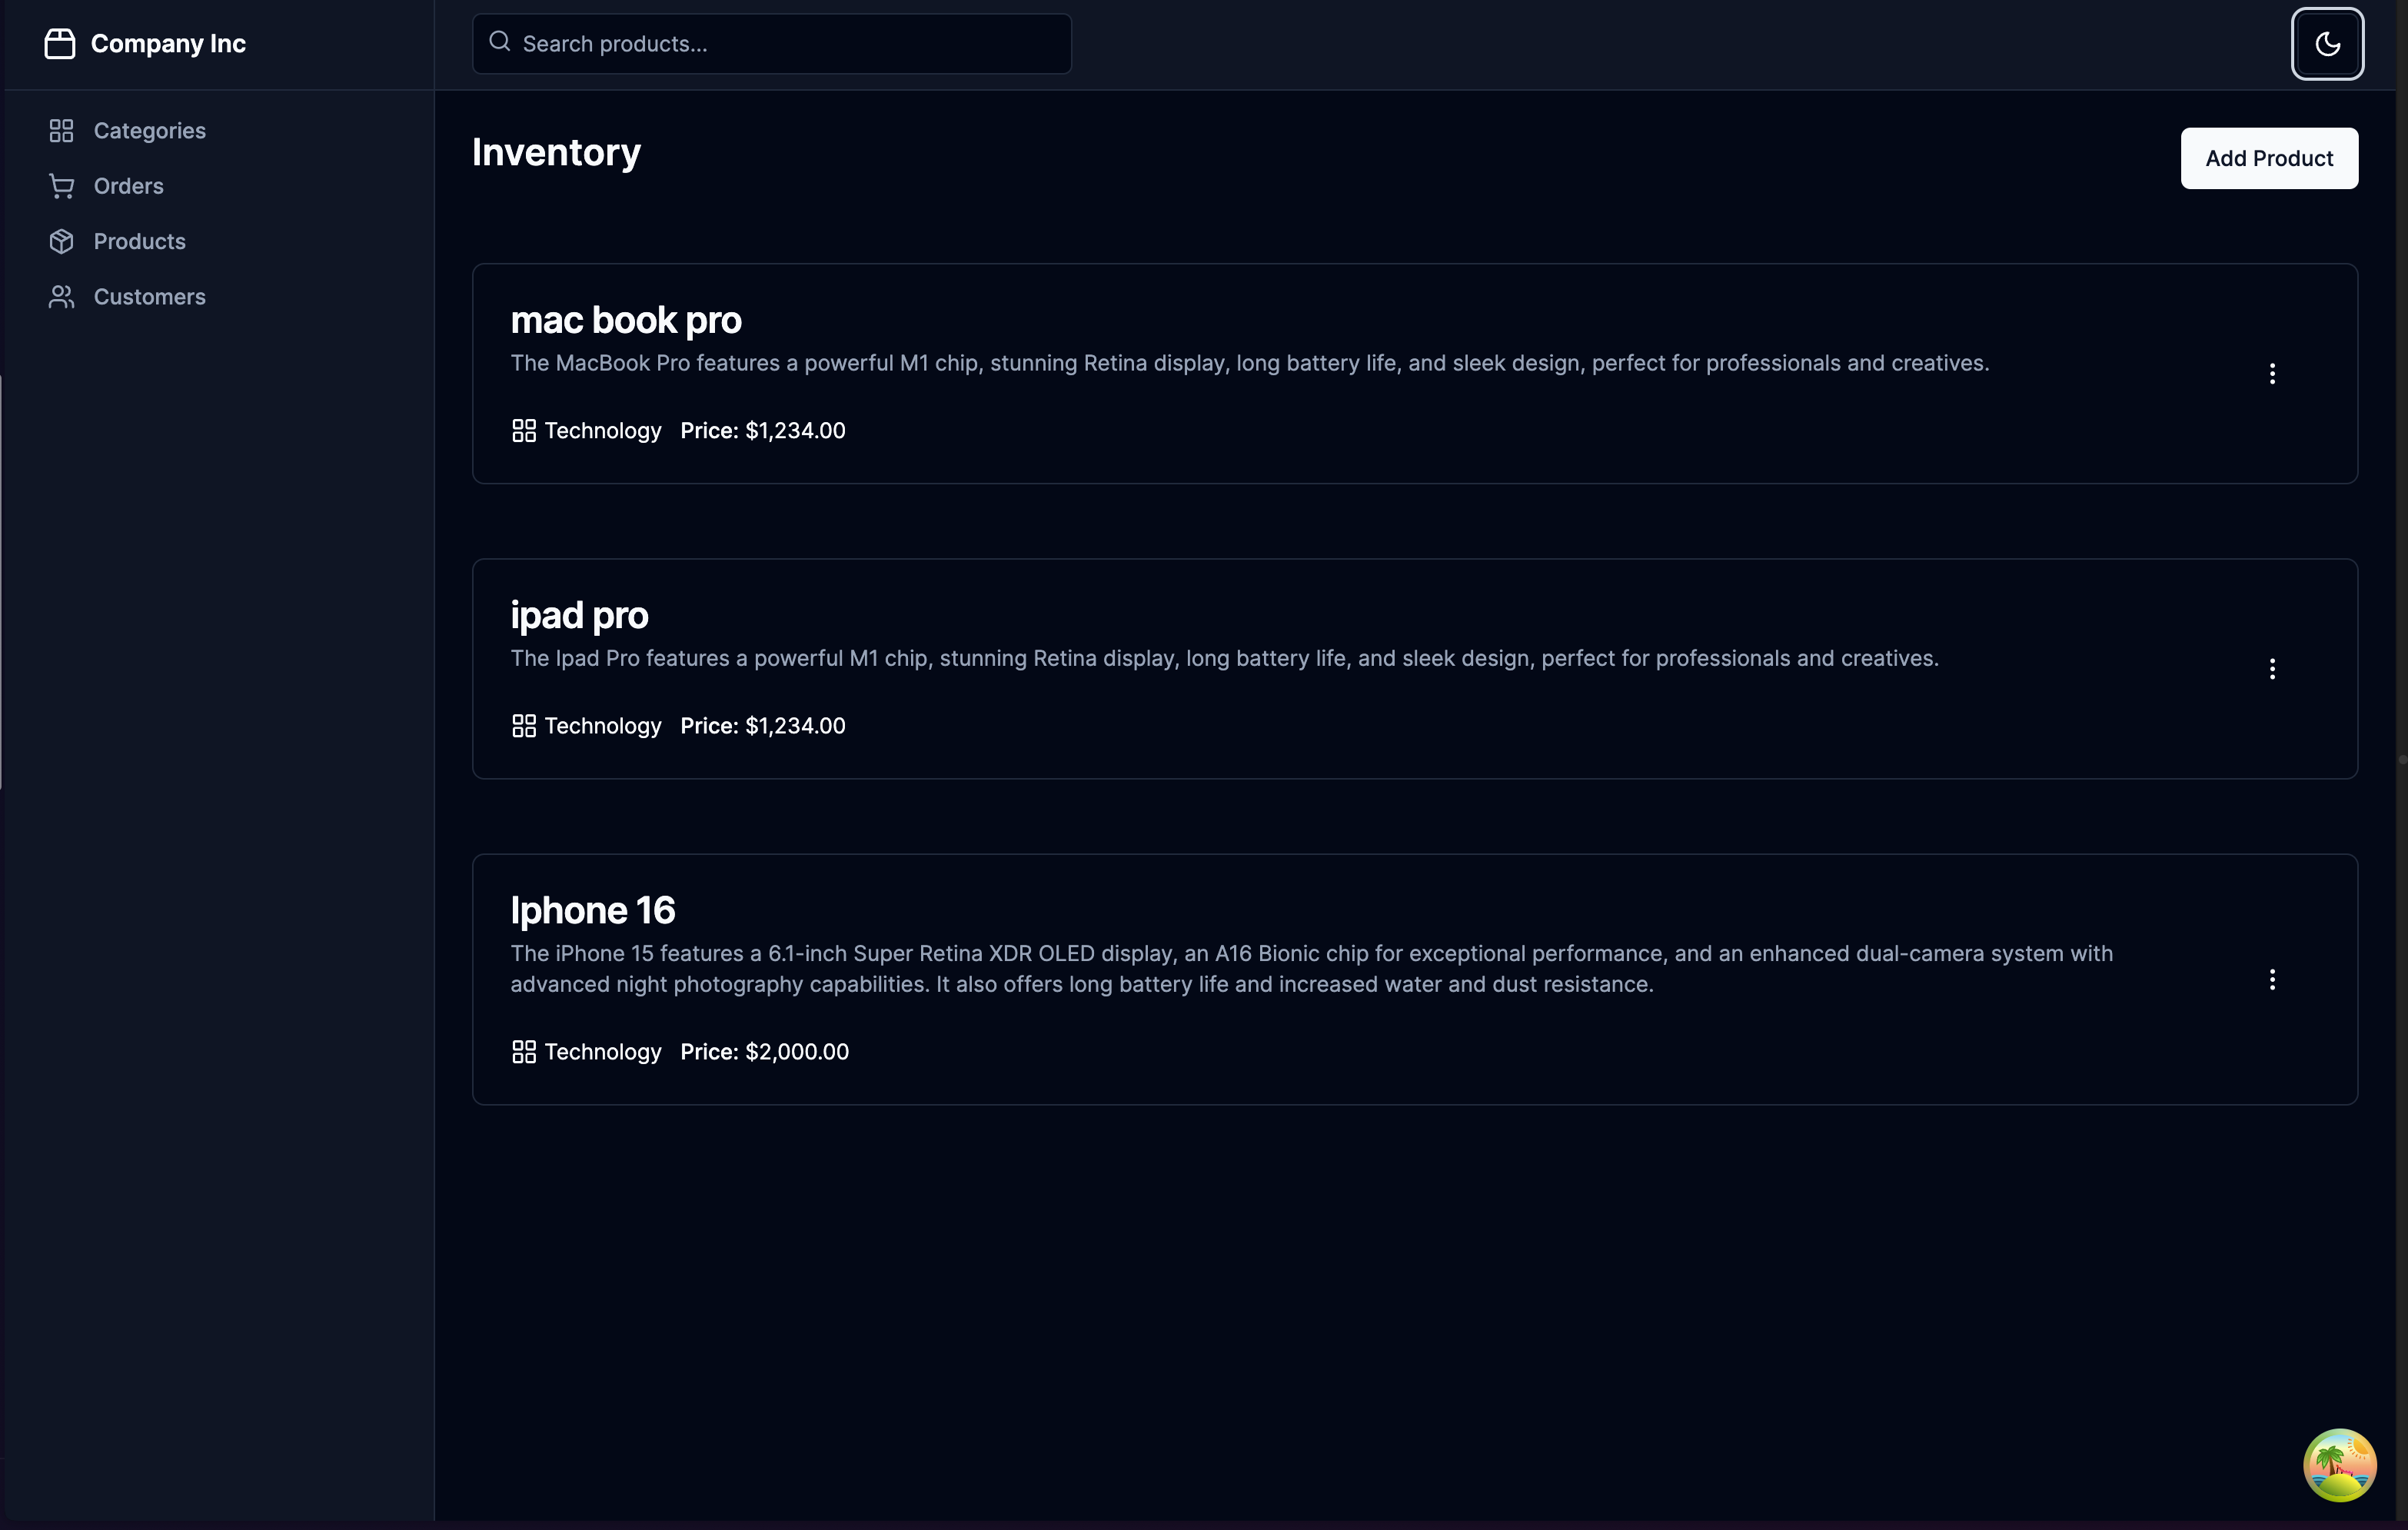 Company Inc
Search products...
Categories
Orders
Products
Customers
Inventory
Add Product
mac book pro
The MacBook Pro features a powerful M1 chip, stunning Retina display, long battery life, and sleek design, perfect for professionals and creatives.
Technology Price: $1,234.00
ipad pro
The Ipad Pro features a powerful M1 chip, stunning Retina display, long battery life, and sleek design, perfect for professionals and creatives.
Technology Price: $1,234.00
Iphone 16
The iPhone 15 features a 6.1-inch Super Retina XDR OLED display, an A16 Bionic chip for exceptional performance, and an enhanced dual-camera system with
advanced night photography capabilities. It also offers long battery life and increased water and dust resistance.
Technology Price: $2,000.00